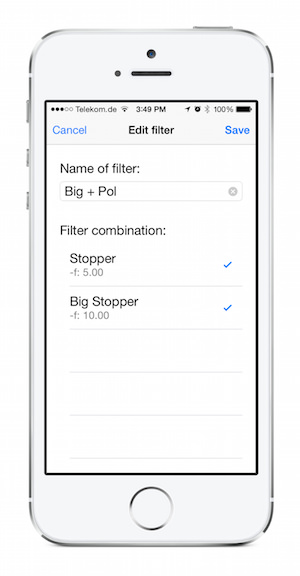 Telekom.de 3:49 PM 100%
Cancel Edit filter Save
Name of filter:
Big + Pol
Filter combination:
Stopper
-f: 5.00
Big Stopper
-f: 10.00